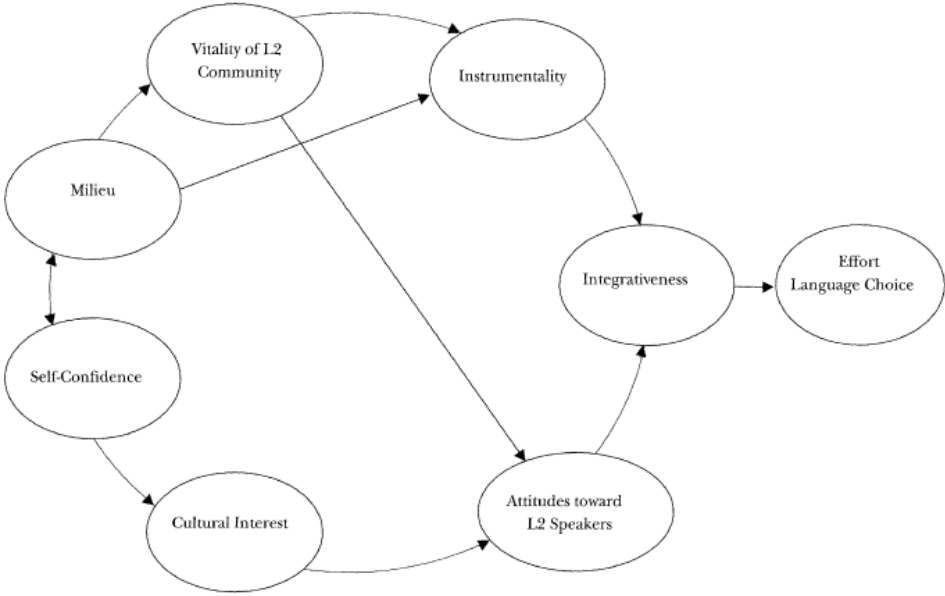 Vitality of L2
Community
Instrumentality
Milieu
Integrativeness
Effort
Language Choice
Self-Confidence
Cultural Interest
Attitudes toward
L2 Speakers